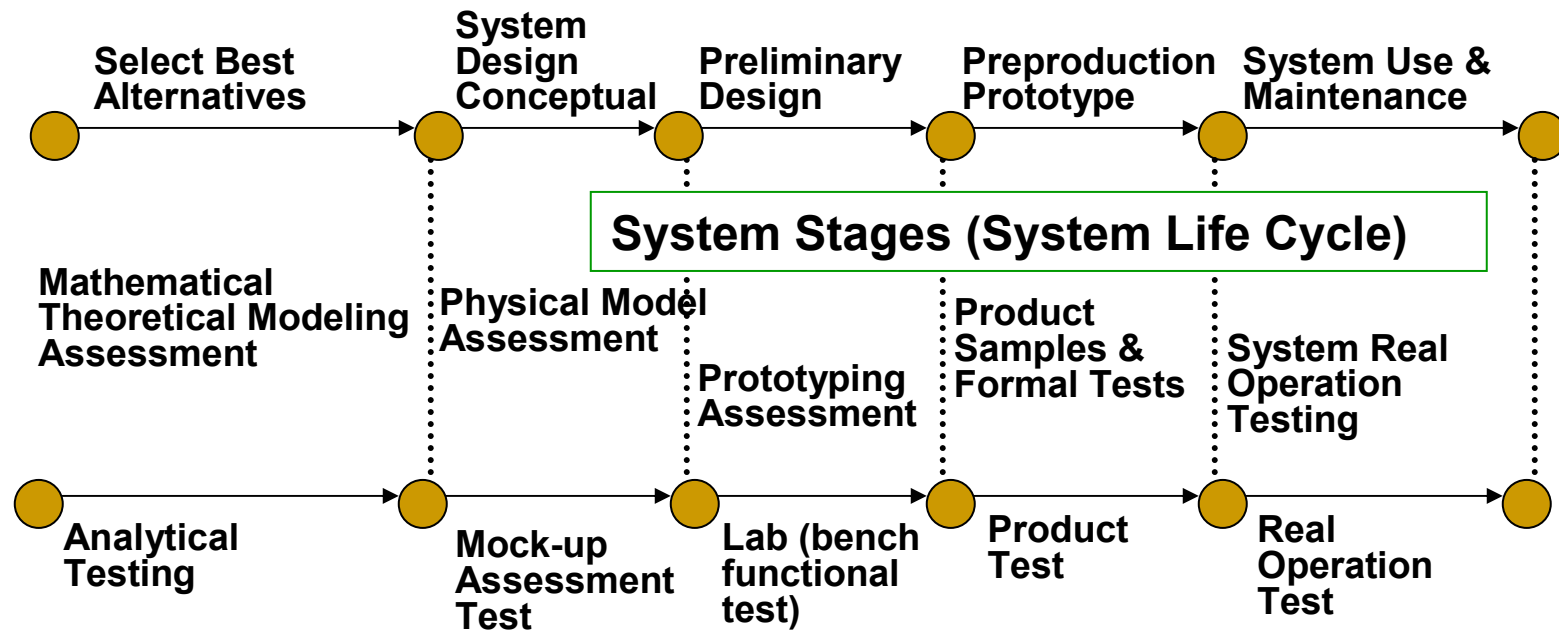 Select Best
Alternatives
System
Design
Conceptual
Preliminary
Design
Preproduction
Prototype
System Use &
Maintenance
System Stages (System Life Cycle)
Mathematical
Theoretical Modeling
Assessment
Physical Model
Assessment
Prototyping
Assessment
Product
Samples &
Formal Tests
System Real
Operation
Testing
Analytical
Testing
Mock-up
Assessment
Test
Lab (bench
functional
test)
Product
Test
Real
Operation
Test